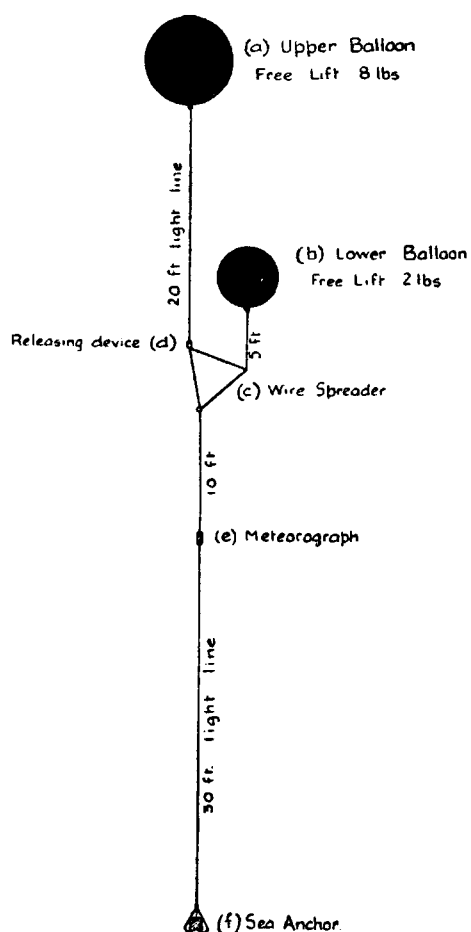 (a) Upper Balloon
Free Lift 8 lbs
20 ft light line
(b) Lower Balloon
Free Lift 2 lbs
Releasing device (d)
5 ft
(c) Wire Spreader
10 ft
(e) Meteorograph
30 ft. light line
(f) Sea Anchor.